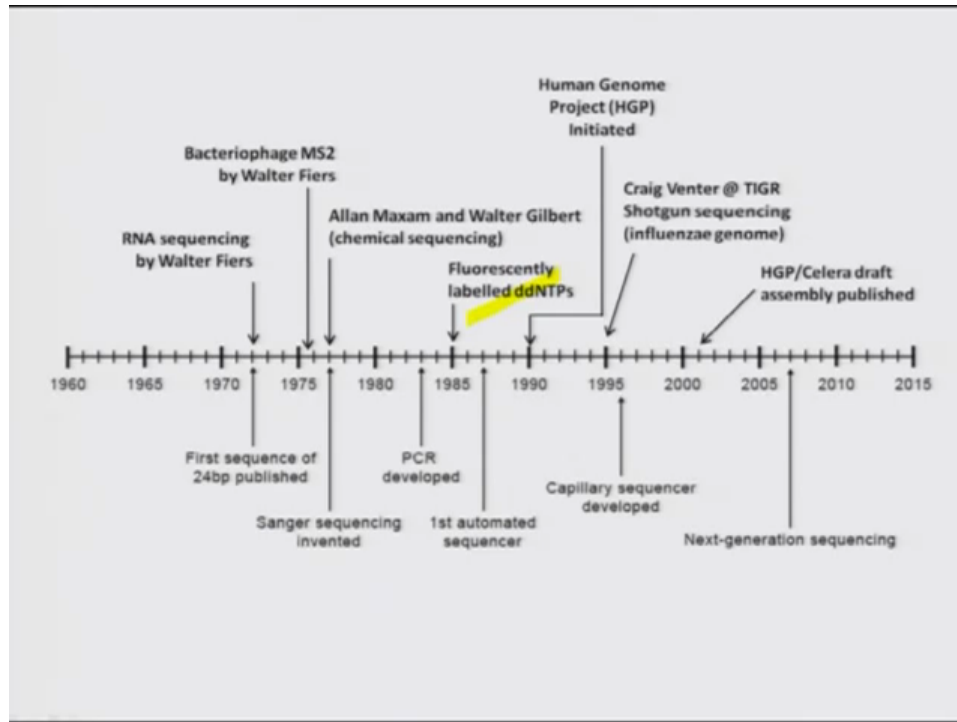 Human Genome
Project (HGP)
Initiated
Bacteriophage MS2
by Walter Fiers
Craig Venter @ TIGR
Shotgun sequencing
(influenzae genome)
Allan Maxam and Walter Gilbert
(chemical sequencing)
RNA sequencing
by Walter Fiers
Fluorescently
labelled ddNTPs
HGP/Celera draft
assembly published
1960 1965 1970 1975 1980 1985 1990 1995 2000 2005 2010 2015
First sequence of
24bp published
PCR
developed
Capillary sequencer
developed
Sanger sequencing
invented
1st automated
sequencer
Next-generation sequencing